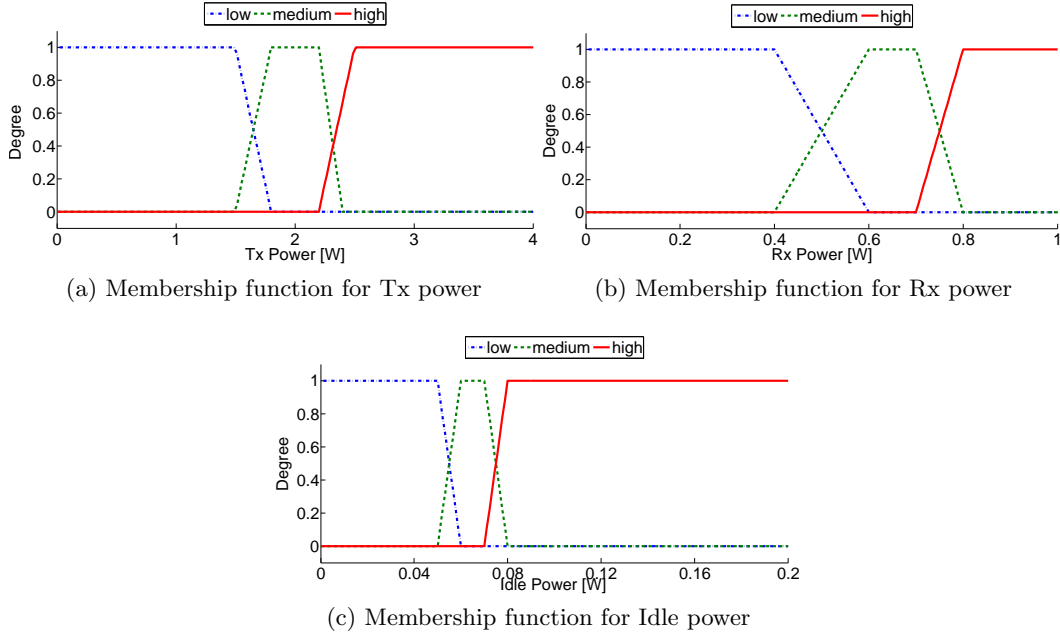 low medium high
Degree
1
0.8
0.6
0.4
0.2
0
0 1 2 3 4
Tx Power [W]
(a) Membership function for Tx power
low medium high
Degree
1
0.8
0.6
0.4
0.2
0
0 0.2 0.4 0.6 0.8 1
Rx Power [W]
(b) Membership function for Rx power
low medium high
Degree
1
0.8
0.6
0.4
0.2
0
0 0.04 0.08 0.12 0.16 0.2
Idle Power [W]
(c) Membership function for Idle power